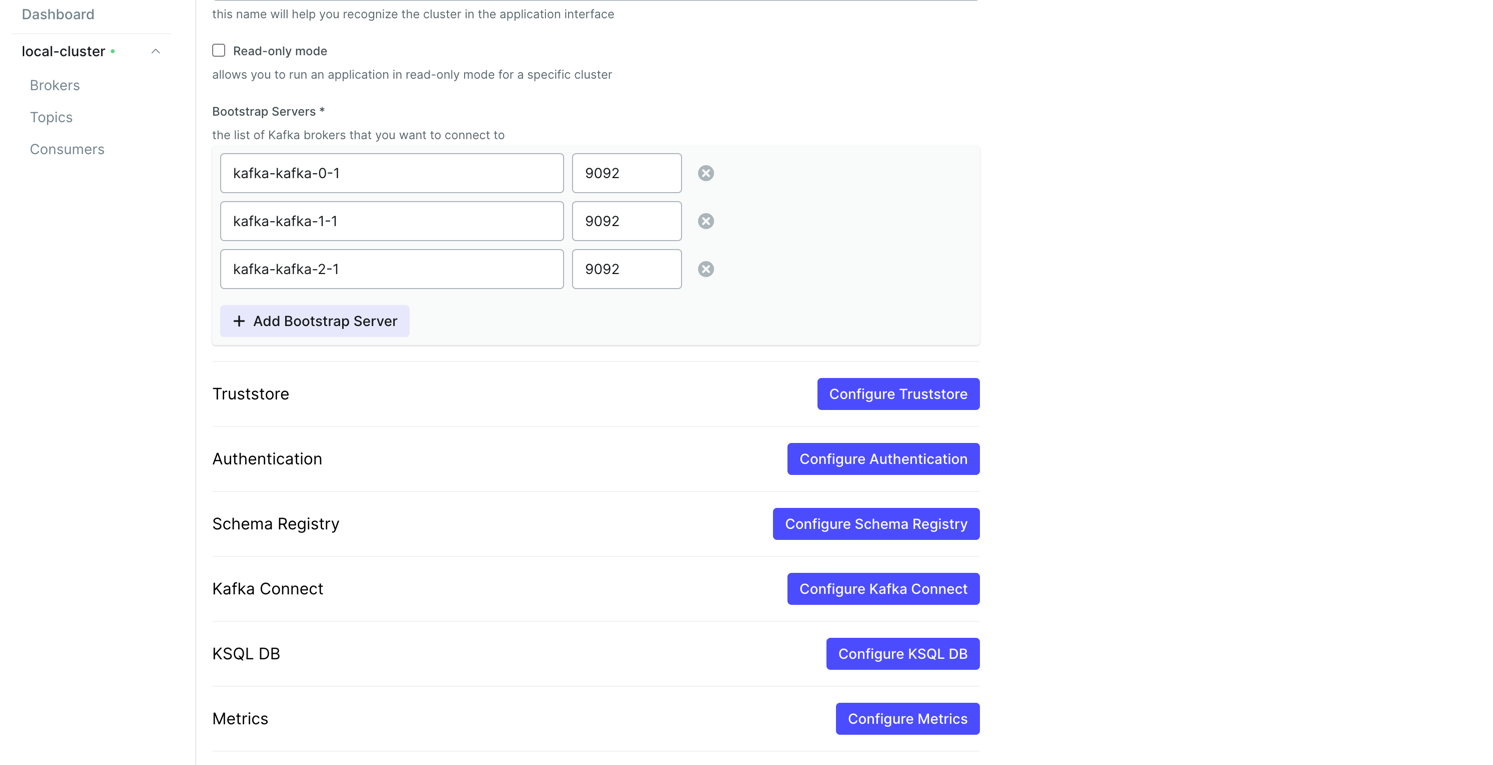 Dashboard
local-cluster
Brokers
Topics
Consumers
this name will help you recognize the cluster in the application interface
Read-only mode
allows you to run an application in read-only mode for a specific cluster
Bootstrap Servers *
the list of Kafka brokers that you want to connect to
kafka-kafka-0-1 9092
kafka-kafka-1-1 9092
kafka-kafka-2-1 9092
+ Add Bootstrap Server
Truststore Configure Truststore
Authentication Configure Authentication
Schema Registry Configure Schema Registry
Kafka Connect Configure Kafka Connect
KSQL DB Configure KSQL DB
Metrics Configure Metrics